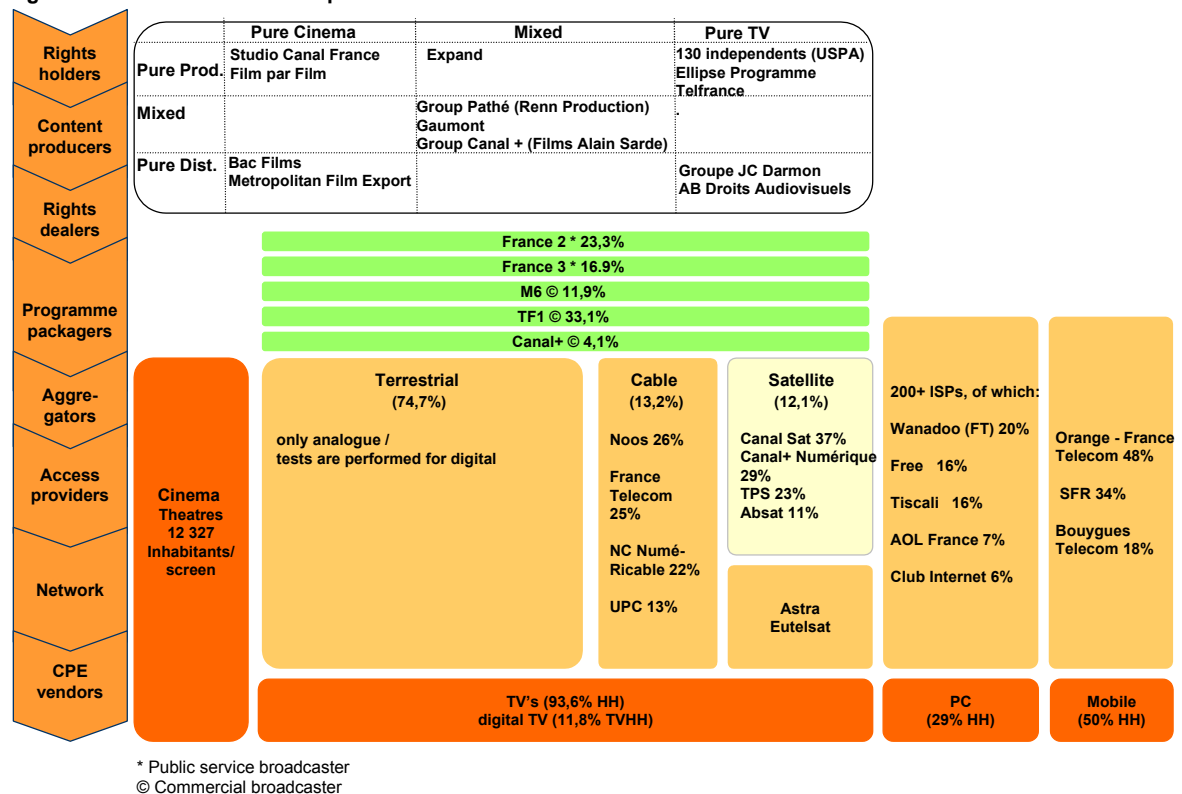 Rights
holders
Content
producers
Rights
dealers
Programme
packagers
Aggre-
gators
Access
providers
Network
CPE
vendors
Pure Cinema
Mixed
Pure TV
Pure Prod.
Studio Canal France
Film par Film
Expand
130 independents (USPA)
Ellipse Programme
Telfrance
Mixed
Group Pathé (Renn Production)
Gaumont
Group Canal + (Films Alain Sarde)
.
Pure Dist.
Bac Films
Metropolitan Film Export
Groupe JC Darmon
AB Droits Audiovisuels
France 2 * 23,3%
France 3 * 16.9%
M6 © 11,9%
TF1 © 33,1%
Canal+ © 4,1%
Cinema
Theatres
12 327
Inhabitants/
screen
Terrestrial
(74,7%)
only analogue /
tests are performed for digital
Cable
(13,2%)
Noos 26%
France
Telecom
25%
NC Numé-
Ricable 22%
UPC 13%
Satellite
(12,1%)
Canal Sat 37%
Canal+ Numérique
29%
TPS 23%
Absat 11%
Astra
Eutelsat
200+ ISPs, of which:
Wanadoo (FT) 20%
Free 16%
Tiscali 16%
AOL France 7%
Club Internet 6%
Orange - France
Telecom 48%
SFR 34%
Bouygues
Telecom 18%
TV's (93,6% HH)
digital TV (11,8% TVHH)
PC
(29% HH)
Mobile
(50% HH)
* Public service broadcaster
© Commercial broadcaster